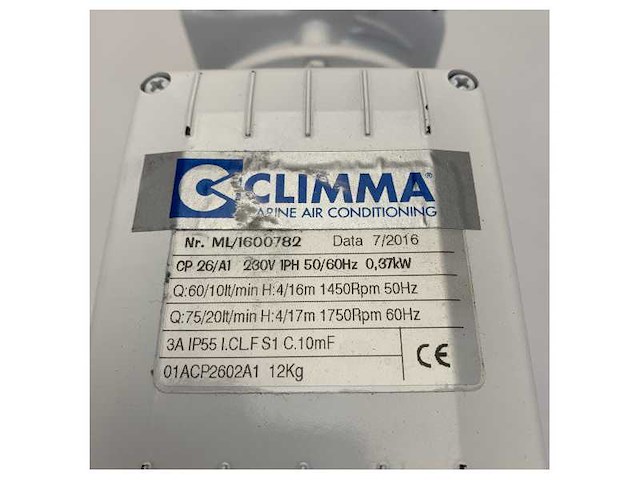 CLIMMA®
ARINE AIR CONDITIONING
Nr. ML/1600782 Data 7/2016
CP 26/A1 230V 1PH 50/60Hz 0,37kW
Q:60/10lt/min H:4/16m 1450Rpm 50Hz
Q:75/20lt/min H:4/17m 1750Rpm 60Hz
3A IP55 I.CL.F S1 C.10mF
01ACP2602A1 12Kg
CE